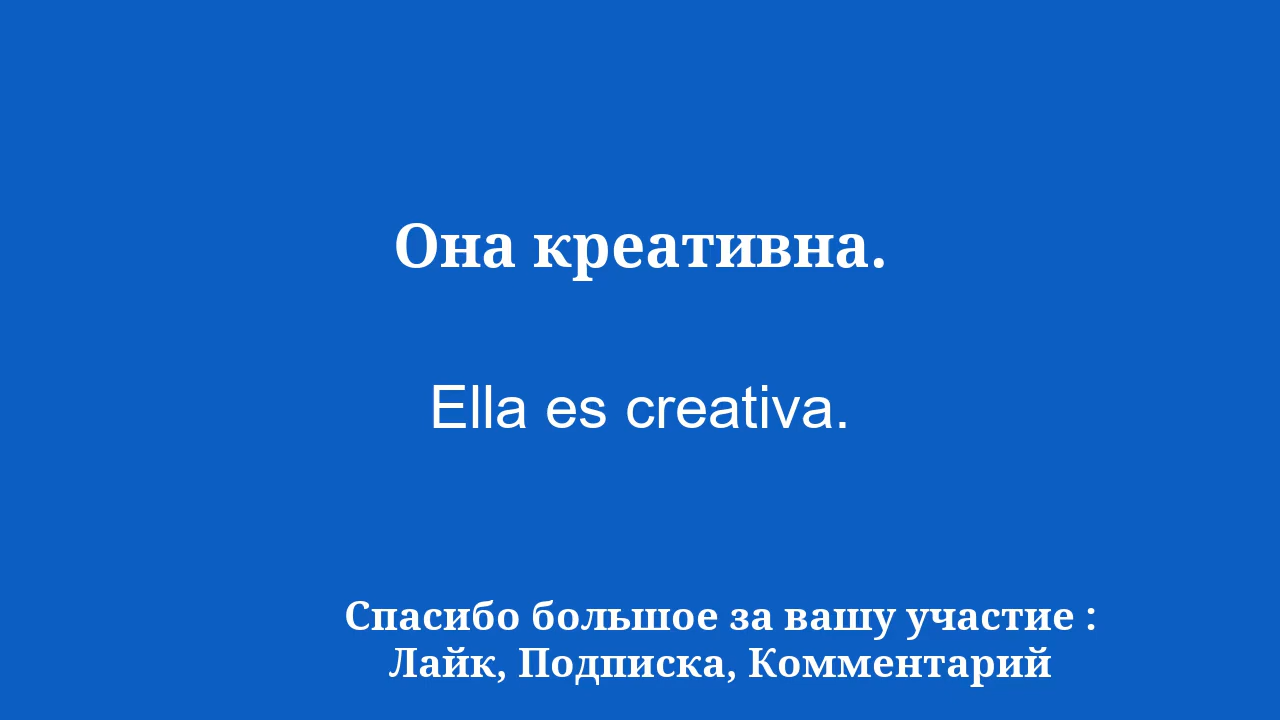 Она креативна.
Ella es creativa.
Спасибо большое за вашу участие :
Лайк, Подписка, Комментарий